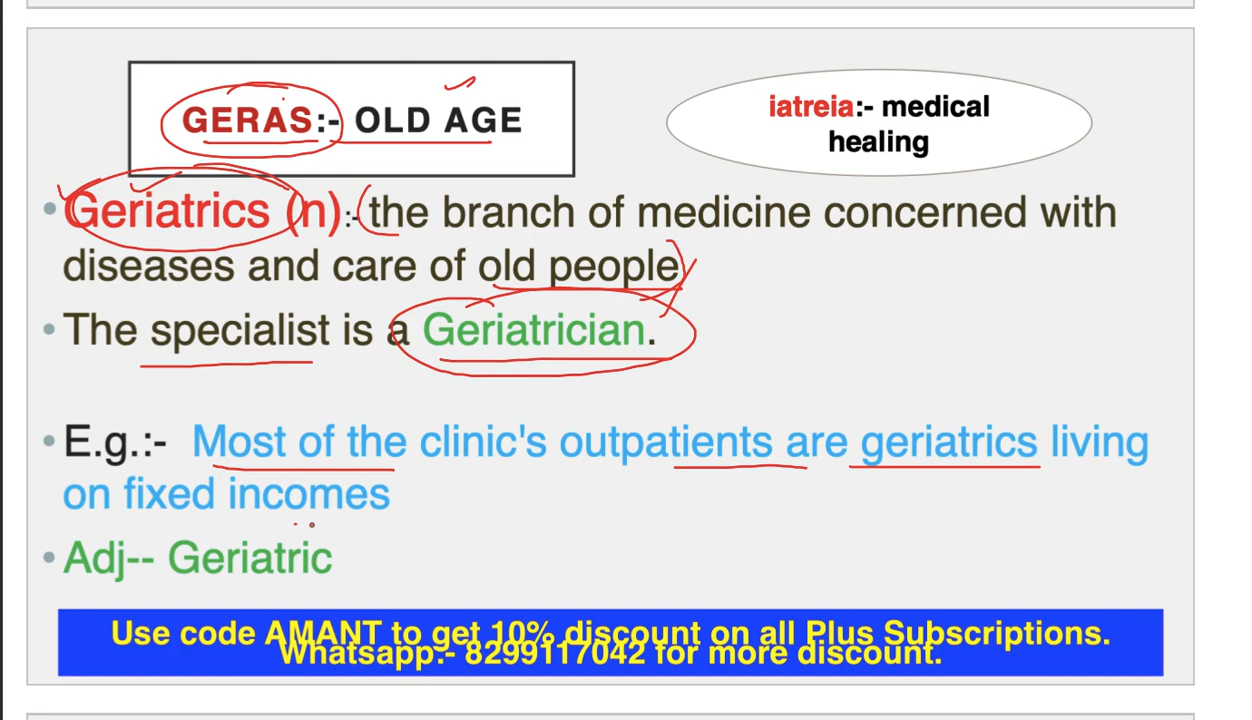 GERAS:- OLD AGE
iatreia:- medical
healing
•Geriatrics (n):-(the branch of medicine concerned with
diseases and care of old people)
• The specialist is a Geriatrician.
• E.g.:- Most of the clinic's outpatients are geriatrics living
on fixed incomes
• Adj-- Geriatric
Use code AMANT to get 10% discount on all Plus Subscriptions.
Whatsapp:- 8299117042 for more discount.